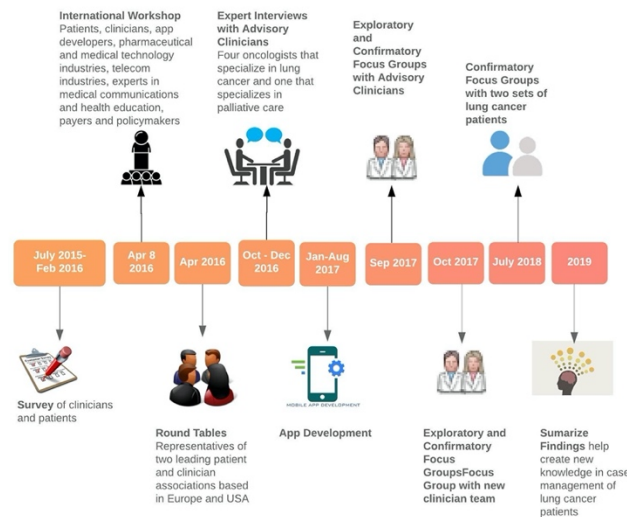 International Workshop
Patients, clinicians, app
developers, pharmaceutical
and medical technology
industries, telecom
industries, experts in
medical communications
and health education,
payers and policymakers
Expert Interviews
with Advisory
Clinicians
Four oncologists that
specialize in lung
cancer and one that
specializes in
palliative care
Exploratory
and
Confirmatory
Focus Groups
with Advisory
Clinicians
Confirmatory
Focus Groups
with two sets of
lung cancer
patients
July 2015-
Feb 2016
Apr 8
2016
Apr 2016
Oct - Dec
2016
Jan-Aug
2017
Sep 2017
Oct 2017
July 2018
2019
Survey of clinicians
and patients
Round Tables
Representatives of
two leading patient
and clinician
associations based
in Europe and USA
MOBILE APP DEVELOPMENT
App Development
Exploratory and
Confirmatory
Focus
GroupsFocus
Group with new
clinician team
Sumarize
Findings help
create new
knowledge in case
management of
lung cancer
patients